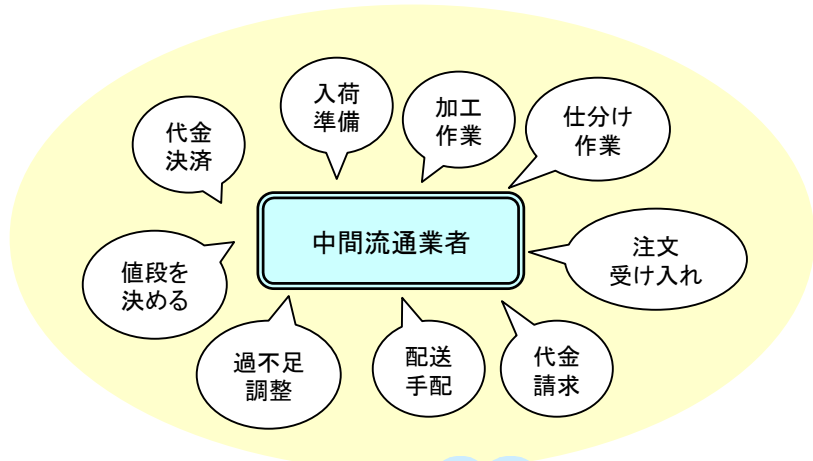 入荷
準備
加工
作業
仕分け
作業
代金
決済
中間流通業者
注文
受け入れ
値段を
決める
過不足
調整
配送
手配
代金
請求